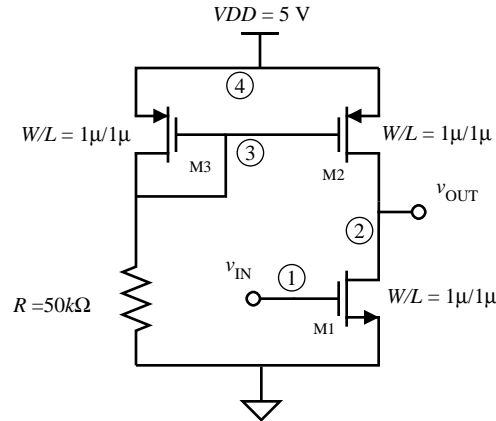 VDD = 5 V
4
W/L = 1μ/1μ
M3
3
M2
W/L = 1μ/1μ
vOUT
2
vIN
1
R =50kΩ
M1
W/L = 1μ/1μ